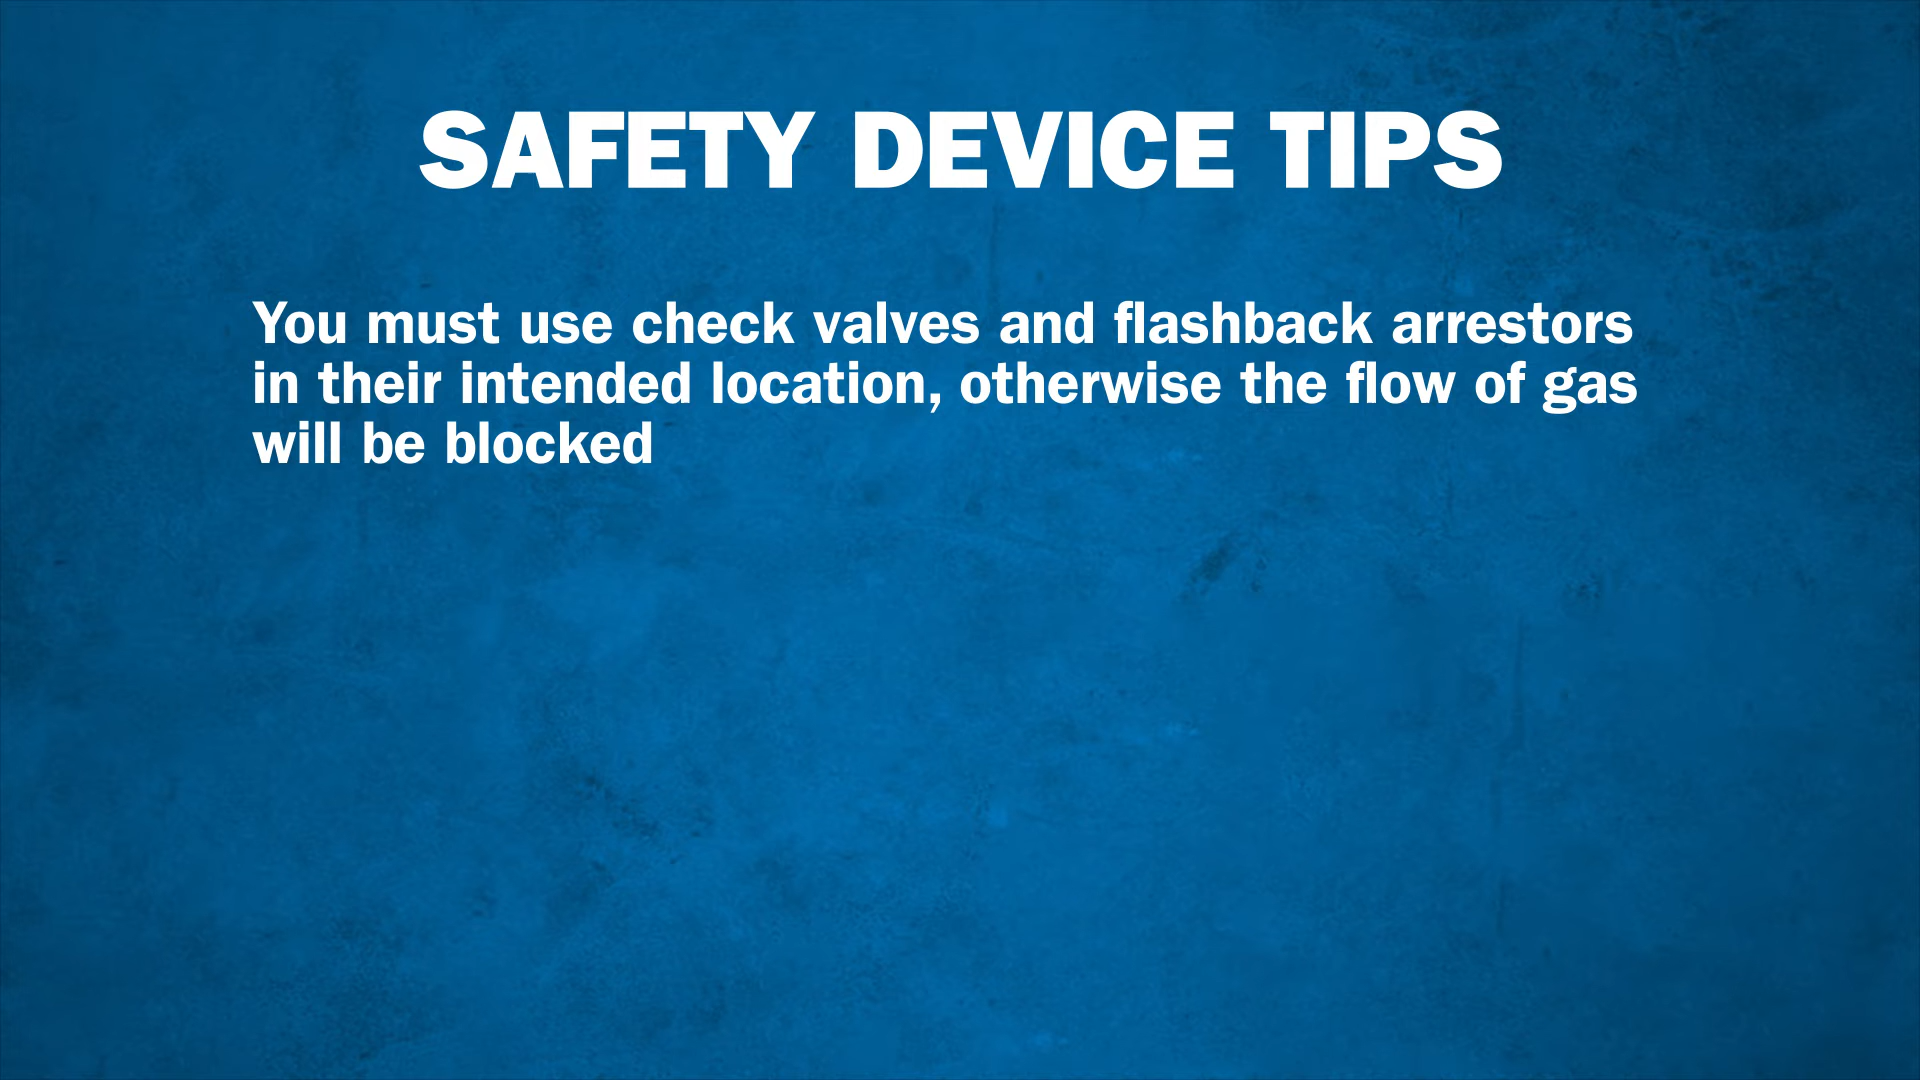 SAFETY DEVICE TIPS
You must use check valves and flashback arrestors
in their intended location, otherwise the flow of gas
will be blocked